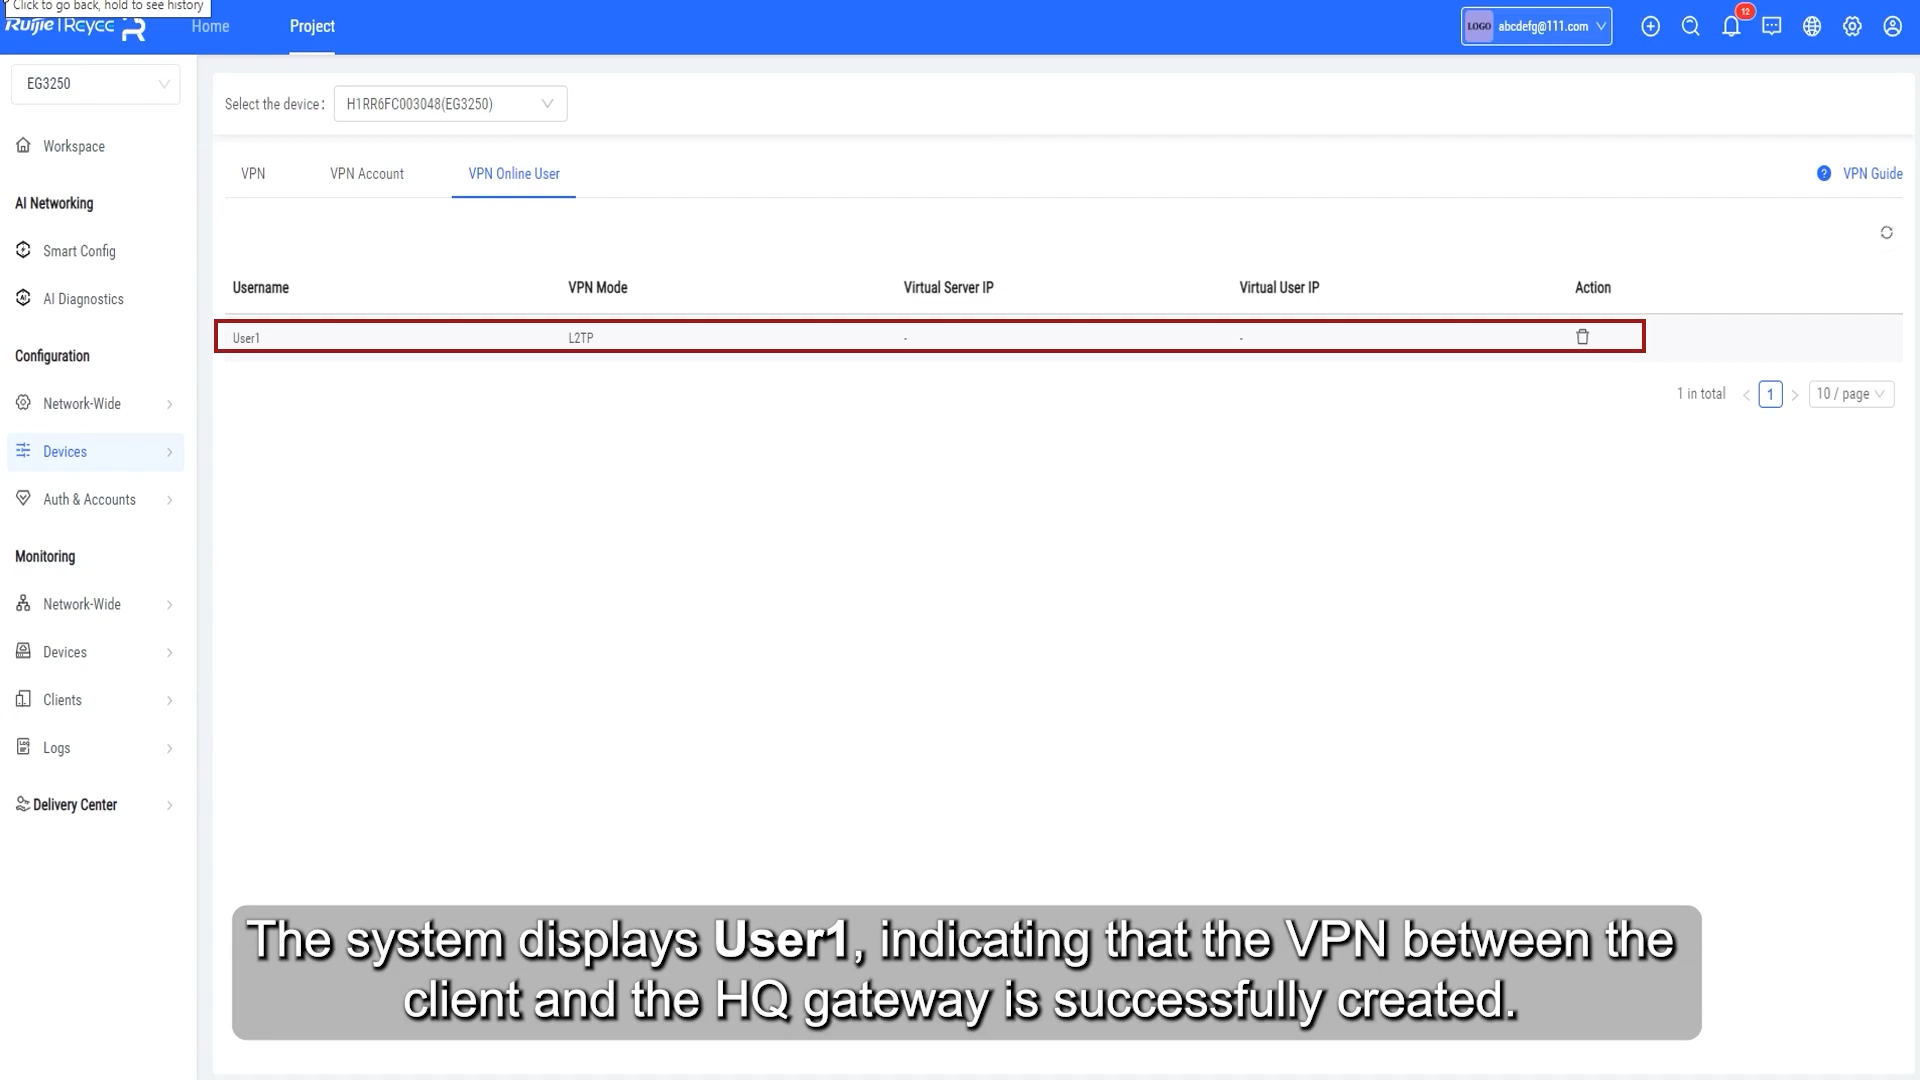 Click to go back, hold to see history
Ruijie | Reyee
Home
Project
LOGO
abcdefg@111.com
12
EG3250
Select the device:
H1RR6FC003048(EG3250)
Workspace
VPN
VPN Account
VPN Online User
VPN Guide
AI Networking
Smart Config
AI Diagnostics
Username
VPN Mode
Virtual Server IP
Virtual User IP
Action
User1
L2TP
-
-
Configuration
Network-Wide
1 in total
1
10 / page
Devices
Auth & Accounts
Monitoring
Network-Wide
Devices
Clients
Logs
Delivery Center
The system displays User1, indicating that the VPN between the
client and the HQ gateway is successfully created.